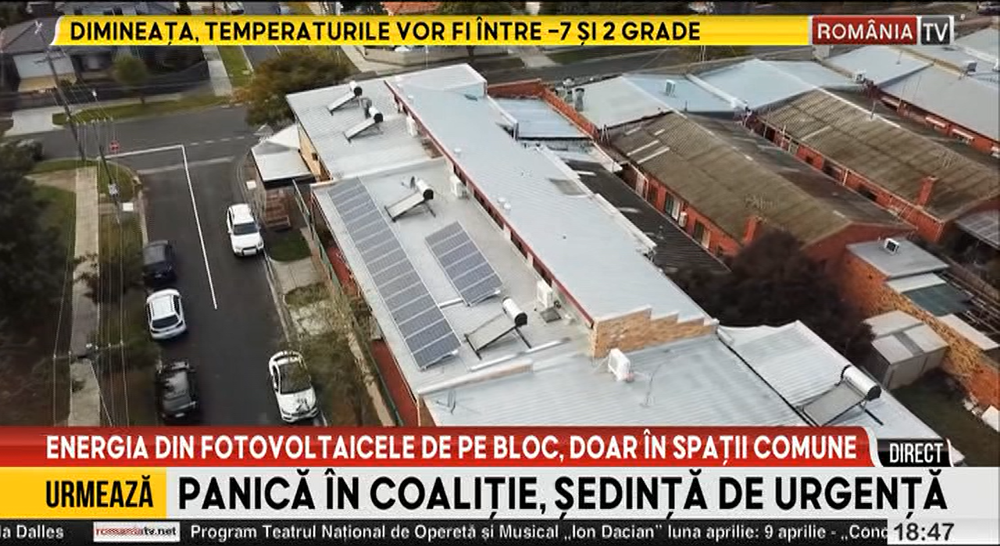 DIMINEAȚA, TEMPERATURILE VOR FI ÎNTRE –7 ȘI 2 GRADE
ROMÂNIA TV
ENERGIA DIN FOTOVOLTAICELE DE PE BLOC, DOAR ÎN SPAȚII COMUNE
DIRECT
URMEAZĂ
PANICĂ ÎN COALIȚIE, ȘEDINȚĂ DE URGENȚĂ
la Dalles romaniatv.net Program Teatrul National de Operetă și Musical „Ion Dacian” luna aprilie: 9 aprilie - „Conc
18:47